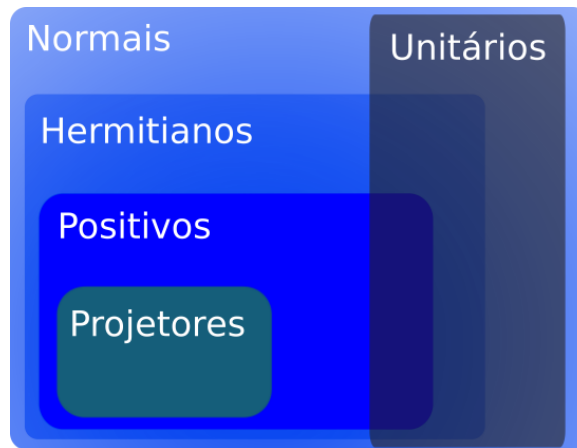 Normais
Unitários
Hermitianos
Positivos
Projetores